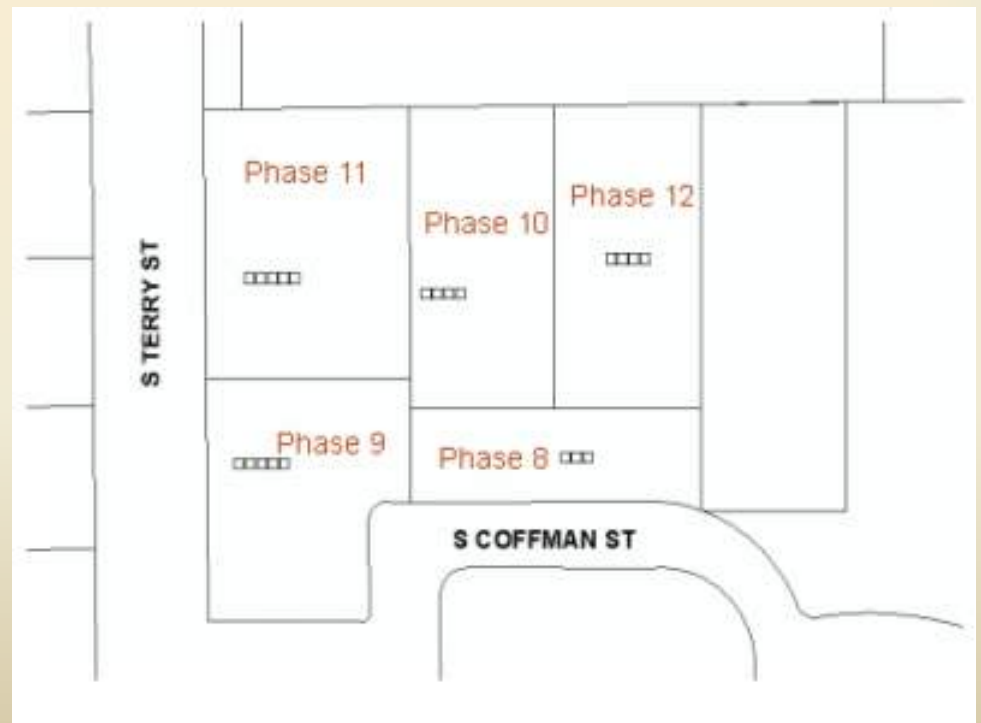 Phase 11
Phase 12
Phase 10
□□□□
□□□□□
□□□□
S TERRY ST
Phase 9
Phase 8 □□□
□□□□□
S COFFMAN ST